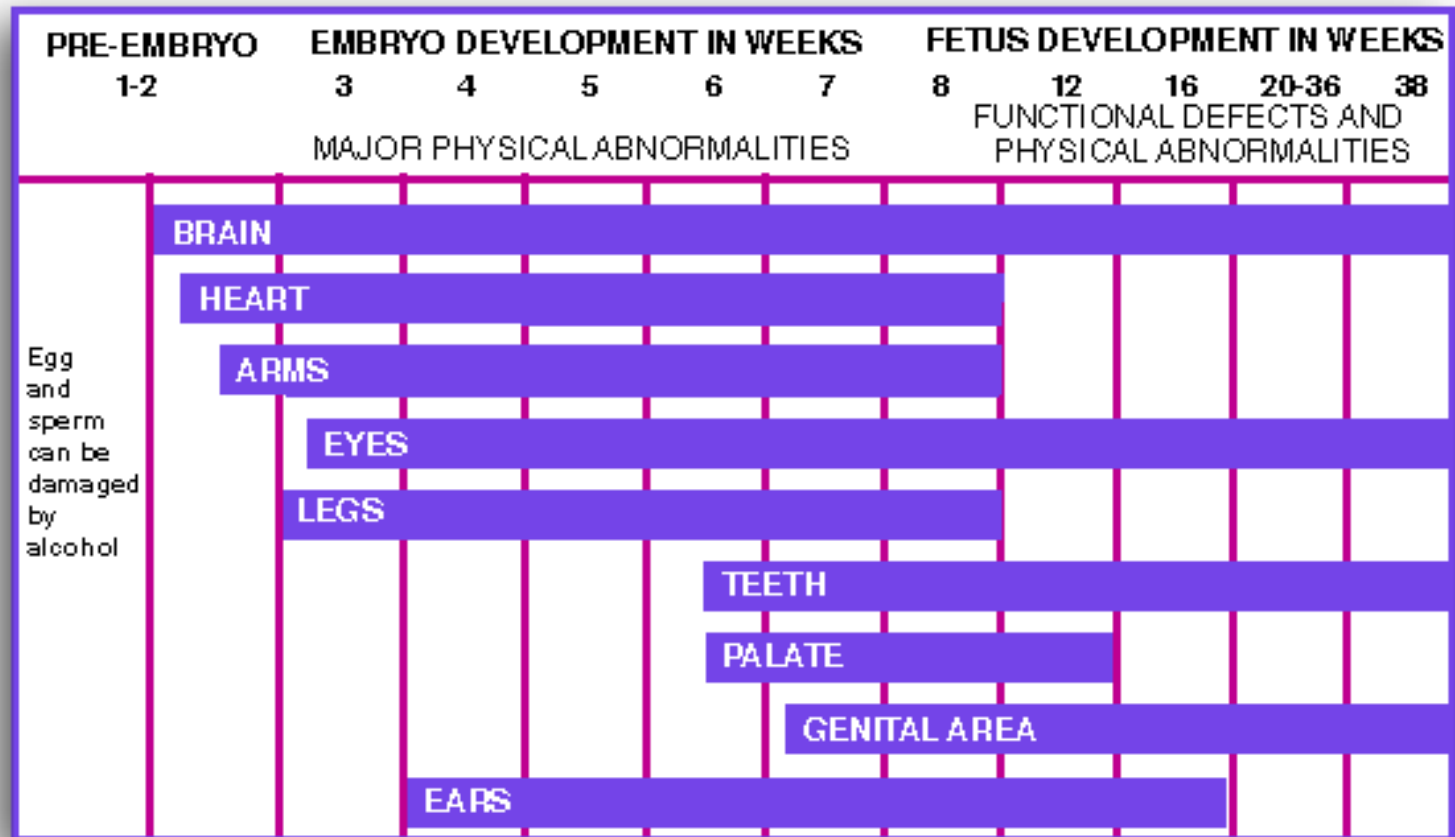 PRE-EMBRYO EMBRYO DEVELOPMENT IN WEEKS FETUS DEVELOPMENT IN WEEKS
1-2 3 4 5 6 7 8 12 16 20-36 38
MAJOR PHYSICAL ABNORMALITIES
FUNCTIONAL DEFECTS AND
PHYSICAL ABNORMALITIES
Egg
and
sperm
can be
damaged
by
alcohol
BRAIN
HEART
ARMS
EYES
LEGS
TEETH
PALATE
GENITAL AREA
EARS